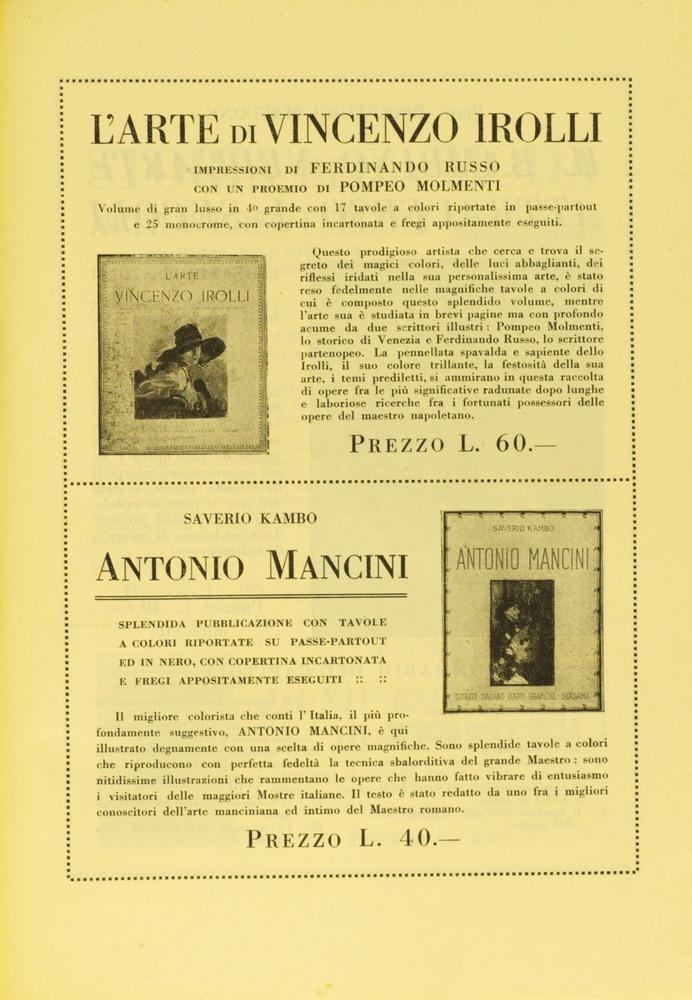 L'ARTE DI VINCENZO IROLLI
IMPRESSIONI DI FERDINANDO RUSSO
CON UN PROEMIO DI POMPEO MOLMENTI
Volume di gran lusso in 4º grande con 17 tavole a colori riportate in passe-partout
e 25 monocrome, con copertina incartonata e fregi appositamente eseguiti.
L'ARTE
VINCENZO IROLLI
Questo prodigioso artista che cerca e trova il se-
greto dei magici colori, delle luci abbaglianti, dei
riflessi iridati nella sua personalissima arte, è stato
reso fedelmente nelle magnifiche tavole a colori di
cui è composto questo splendido volume, mentre
l'arte sua è studiata in brevi pagine ma con profondo
acume da due scrittori illustri: Pompeo Molmenti,
lo storico di Venezia e Ferdinando Russo, lo scrittore
partenopeo. La pennellata spavalda e sapiente dello
Irolli, il suo colore trillante, la festosità della sua
arte, i temi prediletti, si ammirano in questa raccolta
di opere fra le più significative radunate dopo lunghe
e laboriose ricerche fra i fortunati possessori delle
opere del maestro napoletano.
PREZZO L. 60.—
SAVERIO KAMBO
ANTONIO MANCINI
SPLENDIDA PUBBLICAZIONE CON TAVOLE
A COLORI RIPORTATE SU PASSE-PARTOUT
ED IN NERO, CON COPERTINA INCARTONATA
E FREGI APPOSITAMENTE ESEGUITI :: ::
SAVERIO KAMBO
ANTONIO MANCINI
ISTITUTO ITALIANO D'ARTI GRAFICHE - BERGAMO
Il migliore colorista che conti l'Italia, il più pro-
fondamente suggestivo, ANTONIO MANCINI, è qui
illustrato degnamente con una scelta di opere magnifiche. Sono splendide tavole a colori
che riproducono con perfetta fedeltà la tecnica sbalorditiva del grande Maestro: sono
nitidissime illustrazioni che rammentano le opere che hanno fatto vibrare di entusiasmo
i visitatori delle maggiori Mostre italiane. Il testo è stato redatto da uno fra i migliori
conoscitori dell'arte manciniana ed intimo del Maestro romano.
PREZZO L. 40.—